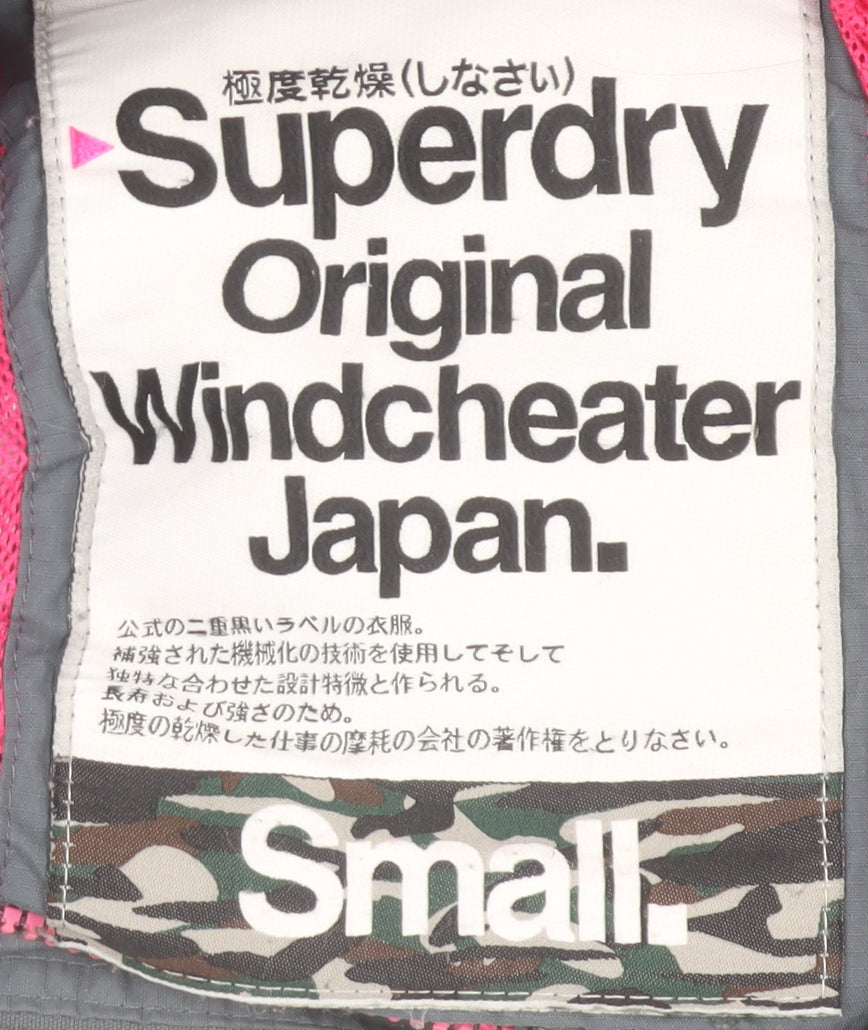 極度乾燥(しなさい)
Superdry
Original
Windcheater
Japan.
公式の二重黒いラベルの衣服。
補強された機械化の技術を使用してそして
独特な合わせた設計特徴と作られる。
長寿および強さのため。
極度の乾燥した仕事の摩耗の会社の著作権をとりなさい。
Small.